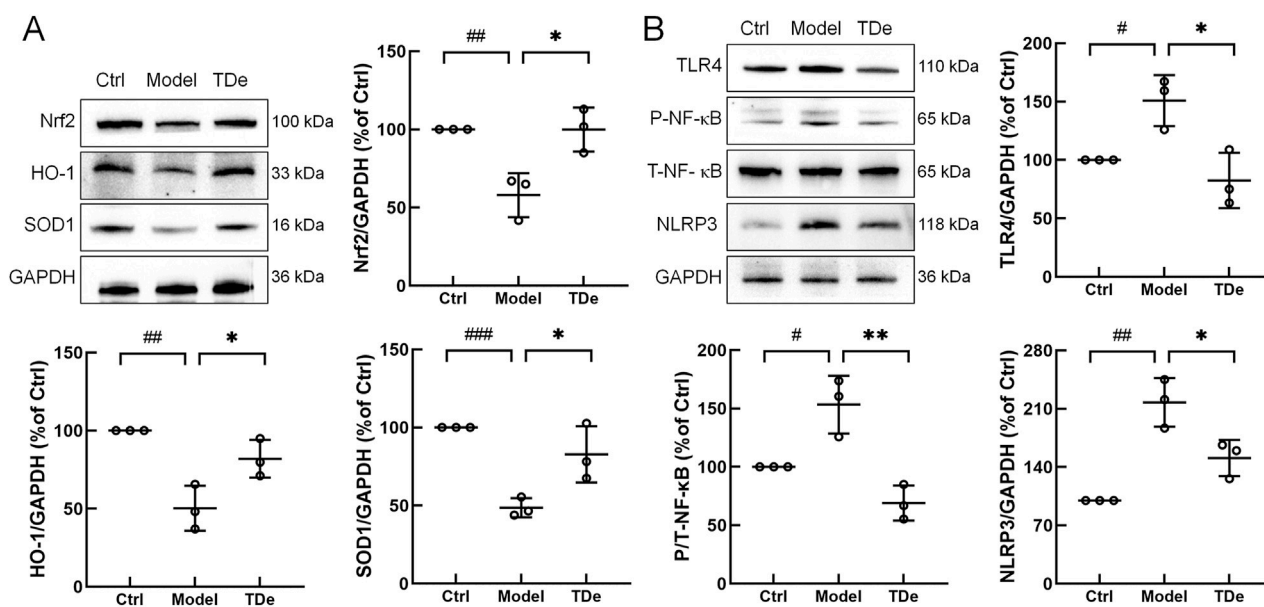 A
Ctrl Model TDe
Nrf2 100 kDa
HO-1 33 kDa
SOD1 16 kDa
GAPDH 36 kDa
## *
Nrf2/GAPDH (%of Ctrl)
150
100
50
0
Ctrl Model TDe
B
Ctrl Model TDe
TLR4 110 kDa
P-NF-κB 65 kDa
T-NF- κB 65 kDa
NLRP3 118 kDa
GAPDH 36 kDa
# *
TLR4/GAPDH (%of Ctrl)
200
150
100
50
0
Ctrl Model TDe
## *
HO-1/GAPDH (%of Ctrl)
150
100
50
0
Ctrl Model TDe
### *
SOD1/GAPDH (%of Ctrl)
150
100
50
0
Ctrl Model TDe
# **
P/T-NF-κB (%of Ctrl)
200
150
100
50
0
Ctrl Model TDe
## *
NLRP3/GAPDH (%of Ctrl)
280
210
140
70
0
Ctrl Model TDe